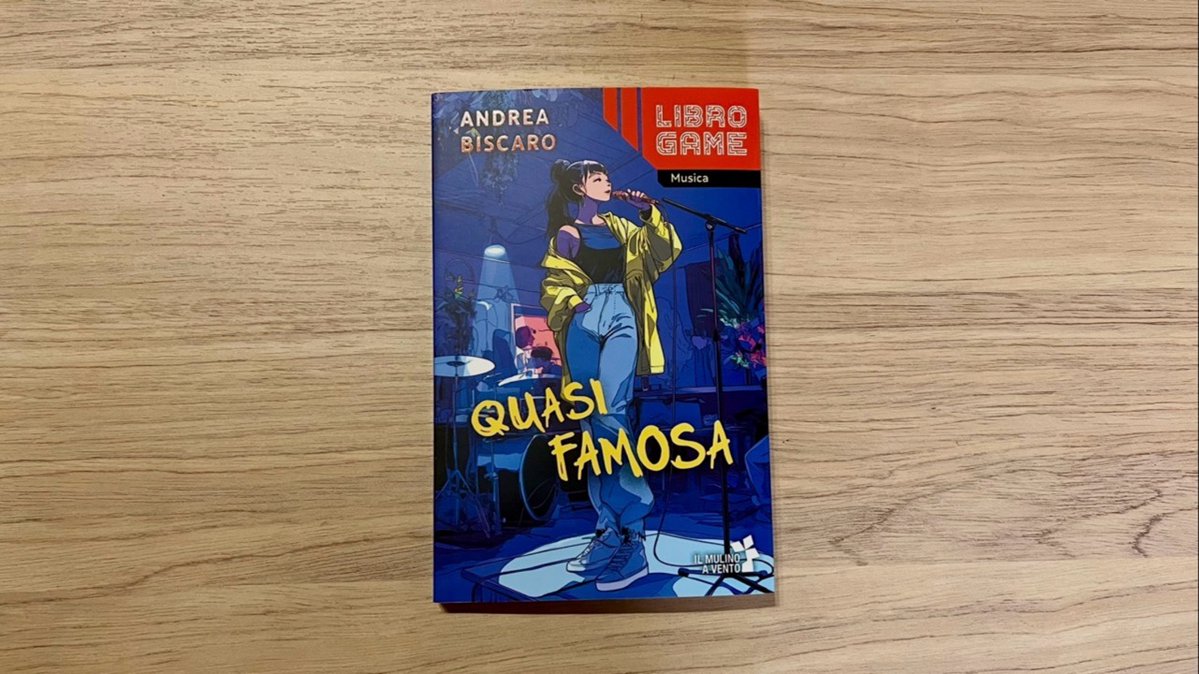 ANDREA
BISCARO
LIBRO
GAME
Musica
QUASI
FAMOSA
IL MULINO
A VENTO